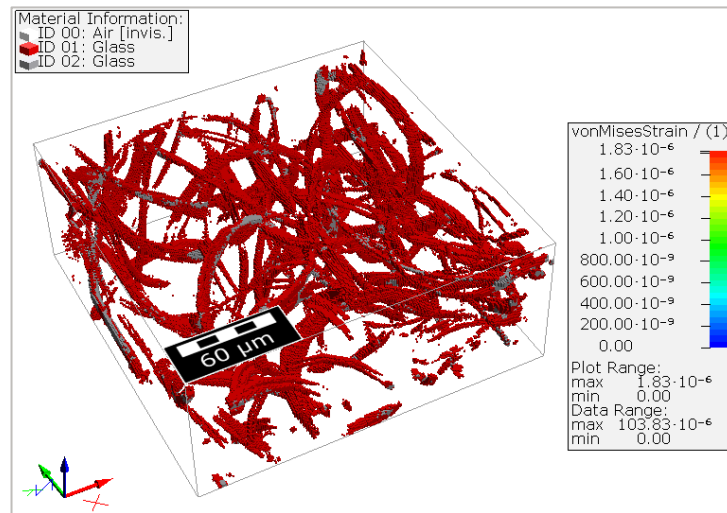 Material Information:
ID 00: Air [invis.]
ID 01: Glass
ID 02: Glass
vonMisesStrain / (1)
1.83·10⁻⁶
1.60·10⁻⁶
1.40·10⁻⁶
1.20·10⁻⁶
1.00·10⁻⁶
800.00·10⁻⁹
600.00·10⁻⁹
400.00·10⁻⁹
200.00·10⁻⁹
0.00
Plot Range:
max 1.83·10⁻⁶
min 0.00
Data Range:
max 103.83·10⁻⁶
min 0.00
60 µm
X